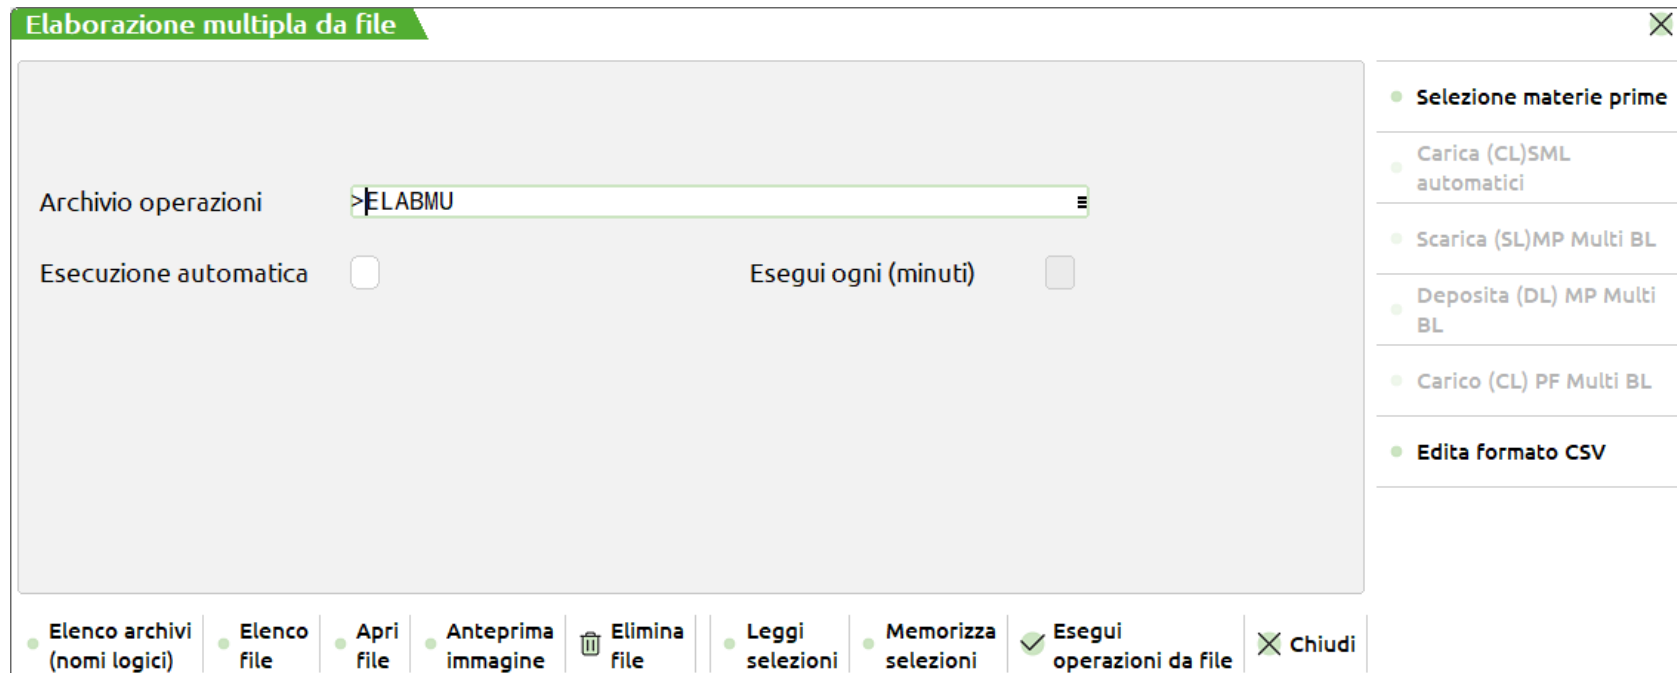 Elaborazione multipla da file
Selezione materie prime
Carica (CL)SML
automatici
Archivio operazioni >ELABMU
Scarica (SL)MP Multi BL
Esecuzione automatica Esegui ogni (minuti)
Deposita (DL) MP Multi
BL
Carico (CL) PF Multi BL
Edita formato CSV
Elenco archivi
(nomi logici)
Elenco
file
Apri
file
Anteprima
immagine
Elimina
file
Leggi
selezioni
Memorizza
selezioni
Esegui
operazioni da file
Chiudi